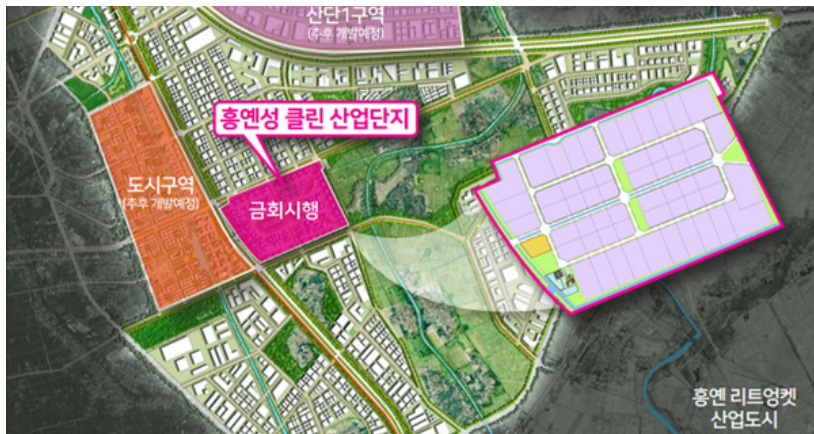 산단1구역
(추후 개발예정)
흥옌성 클린 산업단지
도시구역
(추후 개발예정)
금회시행
흥옌 리트엉켓
산업도시